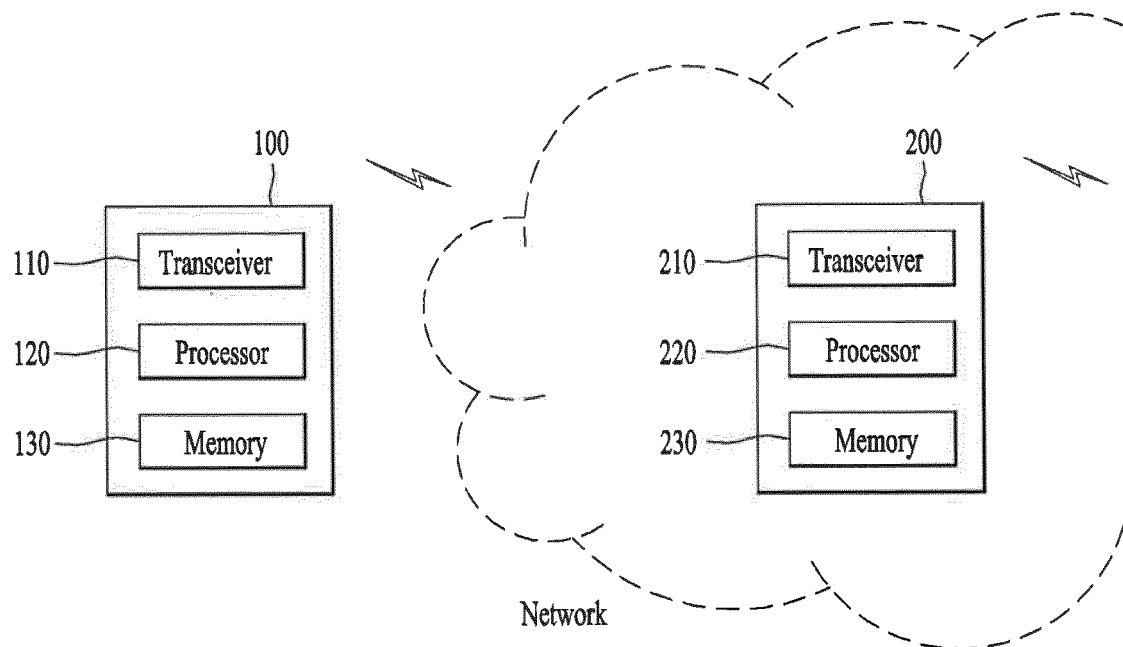 100
200
110 Transceiver
210 Transceiver
120 Processor
220 Processor
130 Memory
230 Memory
Network